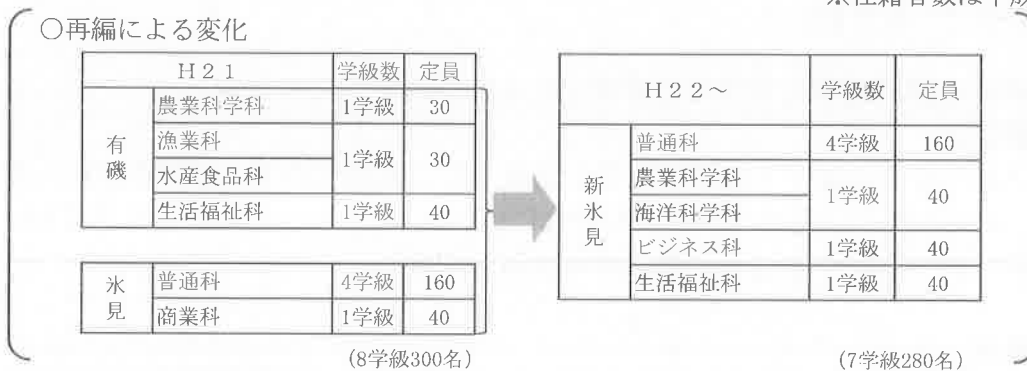 ○再編による変化
H21 学級数 定員
有磯 農業科学科 1学級 30
漁業科 1学級 30
水産食品科
生活福祉科 1学級 40
氷見 普通科 4学級 160
商業科 1学級 40
(8学級300名)
H22~ 学級数 定員
新氷見 普通科 4学級 160
農業科学科 1学級 40
海洋科学科
ビジネス科 1学級 40
生活福祉科 1学級 40
(7学級280名)